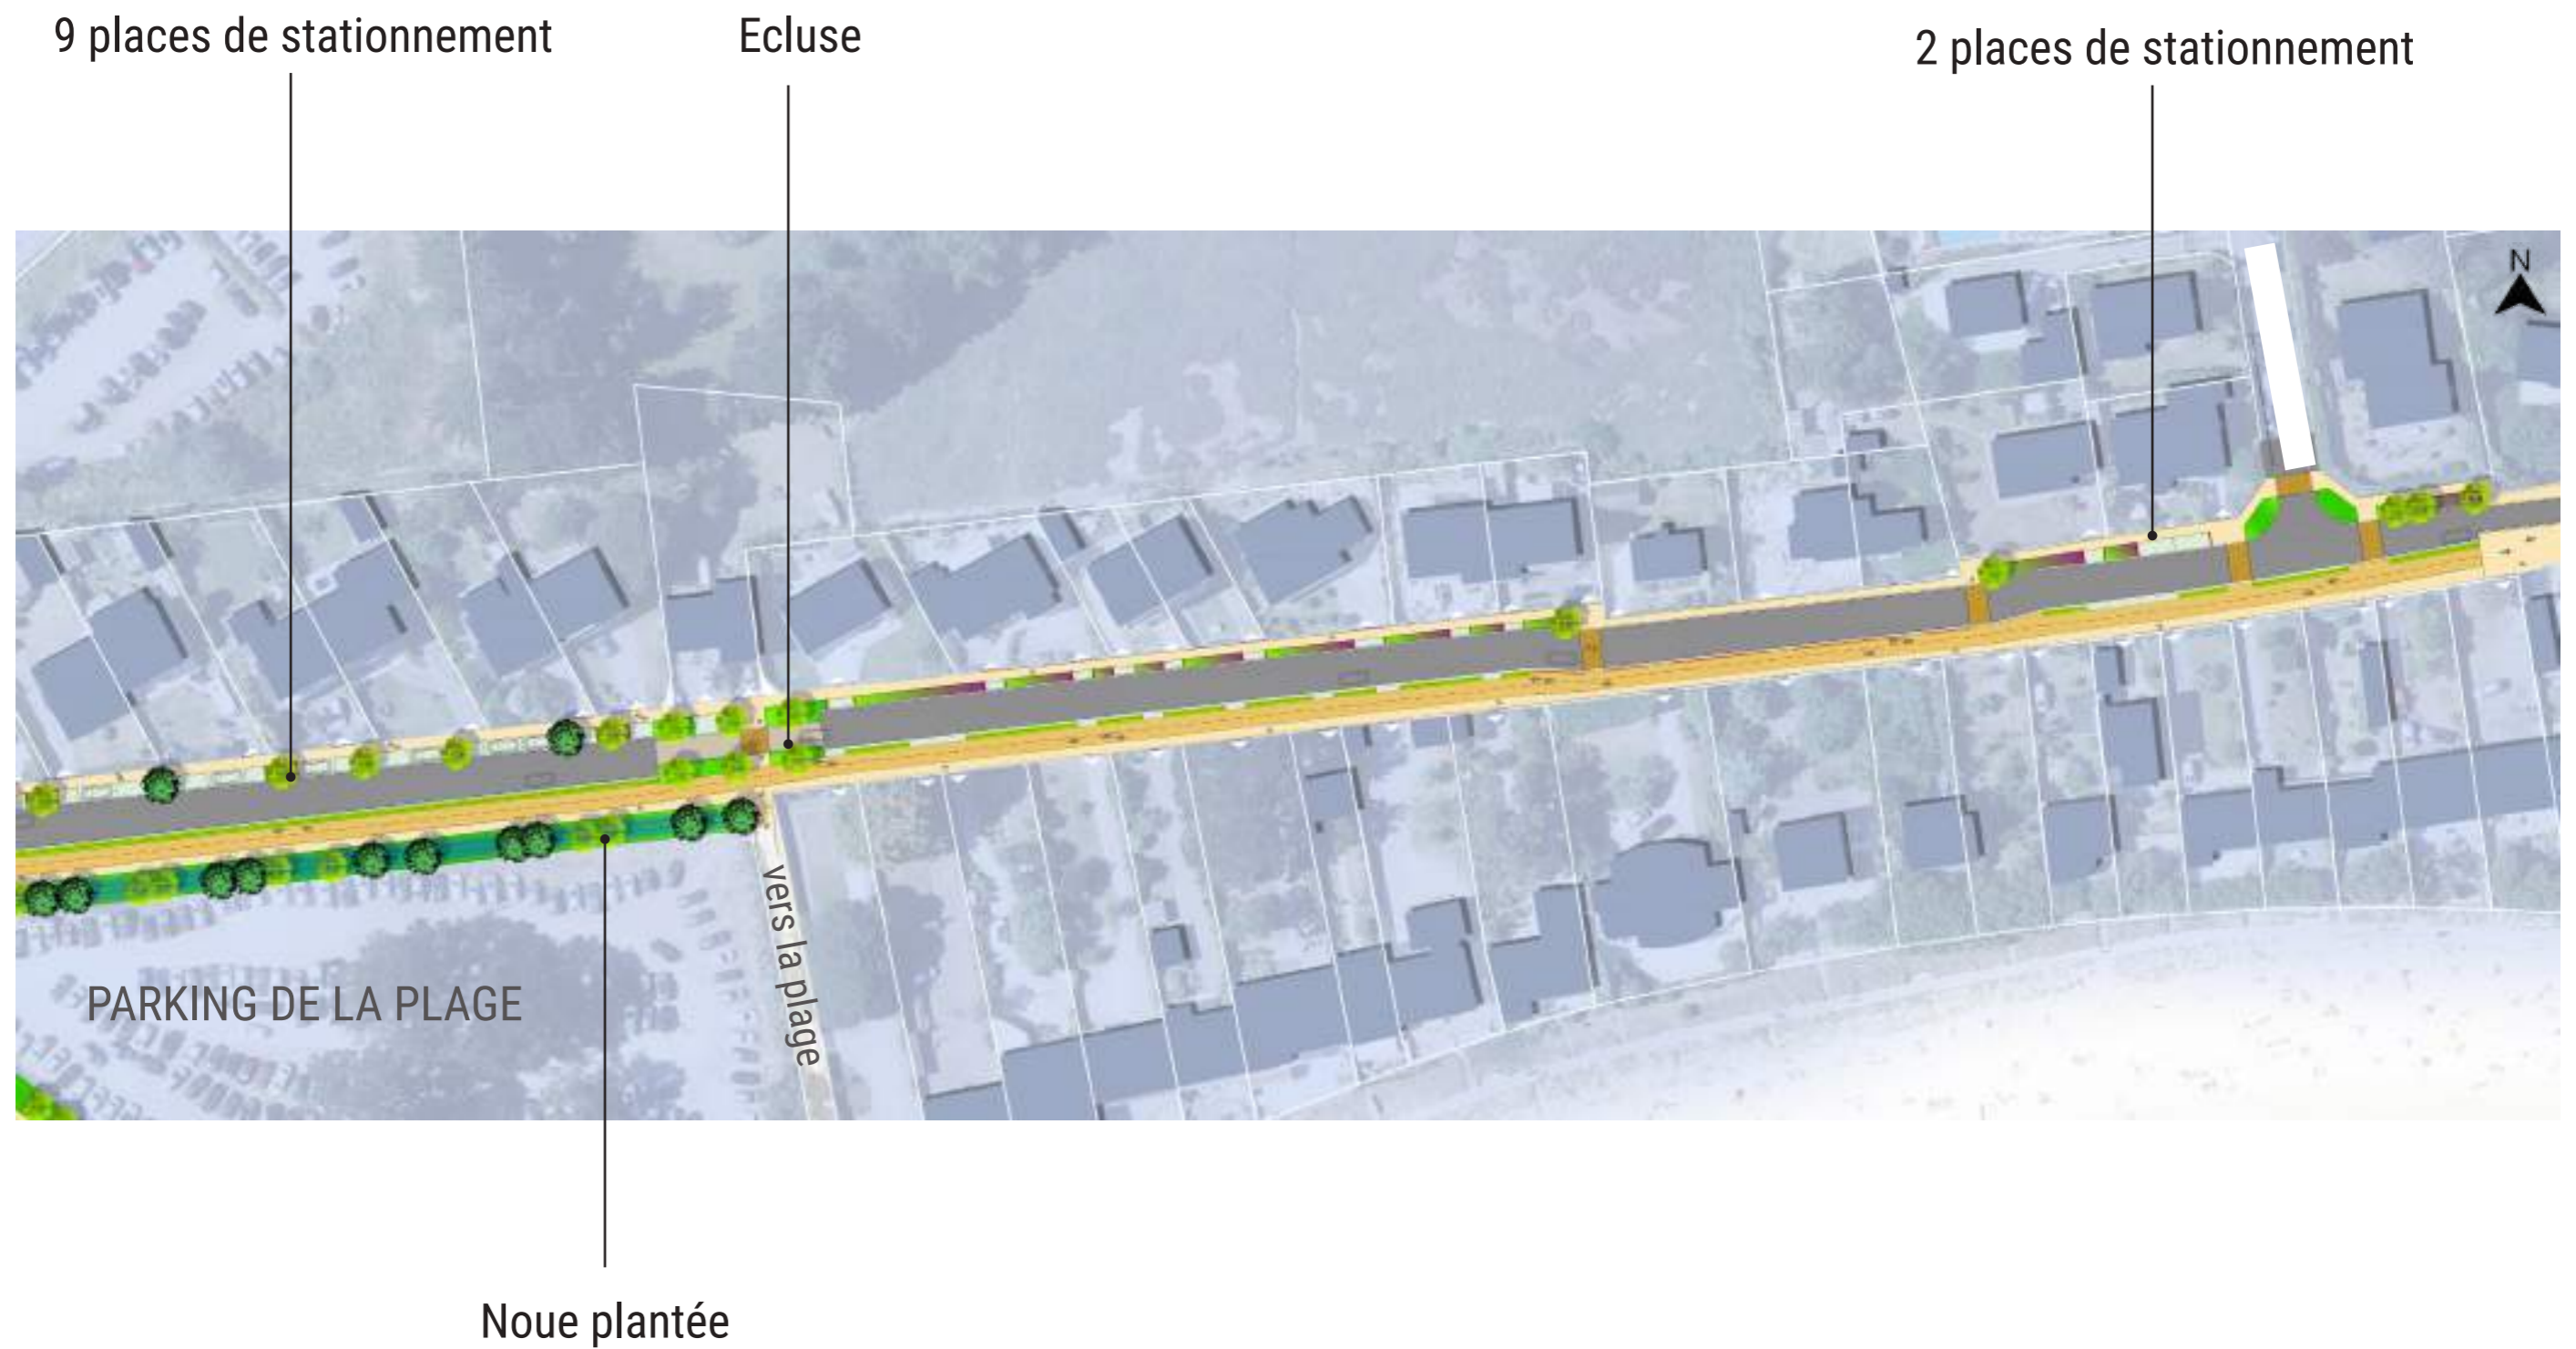 9 places de stationnement
Ecluse
2 places de stationnement
N
vers la plage
PARKING DE LA PLAGE
Noue plantée